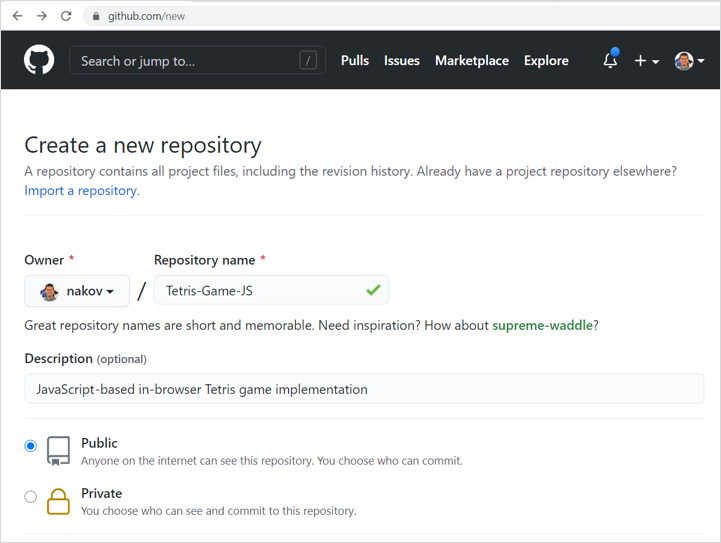 github.com/new
Search or jump to...
/
Pulls
Issues
Marketplace
Explore
Create a new repository
A repository contains all project files, including the revision history. Already have a project repository elsewhere?
Import a repository.
Owner *
Repository name *
nakov
/
Tetris-Game-JS
Great repository names are short and memorable. Need inspiration? How about supreme-waddle?
Description (optional)
JavaScript-based in-browser Tetris game implementation
Public
Anyone on the internet can see this repository. You choose who can commit.
Private
You choose who can see and commit to this repository.